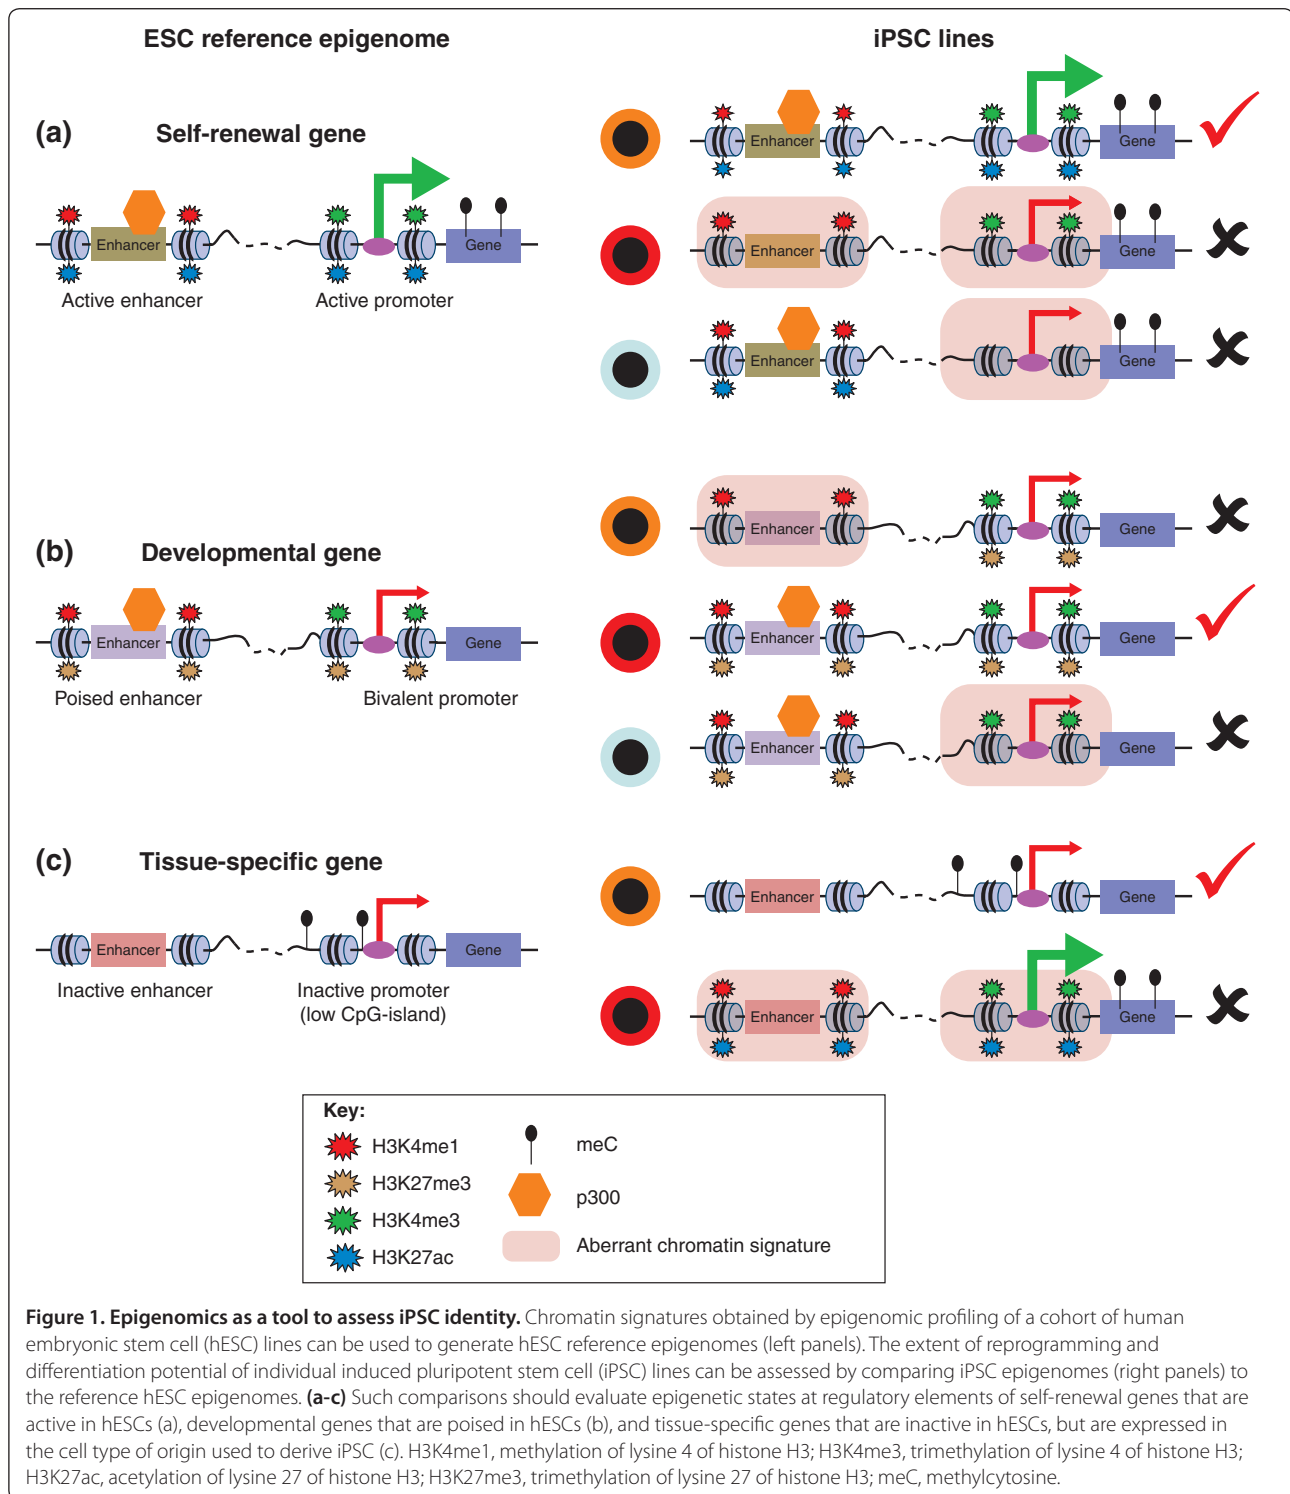 ESC reference epigenome
iPSC lines
(a)
Self-renewal gene
Enhancer
Gene
Active enhancer
Active promoter
Enhancer
Gene
Enhancer
Gene
Enhancer
Gene
(b)
Developmental gene
Enhancer
Gene
Poised enhancer
Bivalent promoter
Enhancer
Gene
Enhancer
Gene
Enhancer
Gene
(c)
Tissue-specific gene
Enhancer
Gene
Inactive enhancer
Inactive promoter
(low CpG-island)
Enhancer
Gene
Enhancer
Gene
Key:
H3K4me1
H3K27me3
H3K4me3
H3K27ac
meC
p300
Aberrant chromatin signature
Figure 1. Epigenomics as a tool to assess iPSC identity. Chromatin signatures obtained by epigenomic profiling of a cohort of human
embryonic stem cell (hESC) lines can be used to generate hESC reference epigenomes (left panels). The extent of reprogramming and
differentiation potential of individual induced pluripotent stem cell (iPSC) lines can be assessed by comparing iPSC epigenomes (right panels) to
the reference hESC epigenomes. (a-c) Such comparisons should evaluate epigenetic states at regulatory elements of self-renewal genes that are
active in hESCs (a), developmental genes that are poised in hESCs (b), and tissue-specific genes that are inactive in hESCs, but are expressed in
the cell type of origin used to derive iPSC (c). H3K4me1, methylation of lysine 4 of histone H3; H3K4me3, trimethylation of lysine 4 of histone H3;
H3K27ac, acetylation of lysine 27 of histone H3; H3K27me3, trimethylation of lysine 27 of histone H3; meC, methylcytosine.